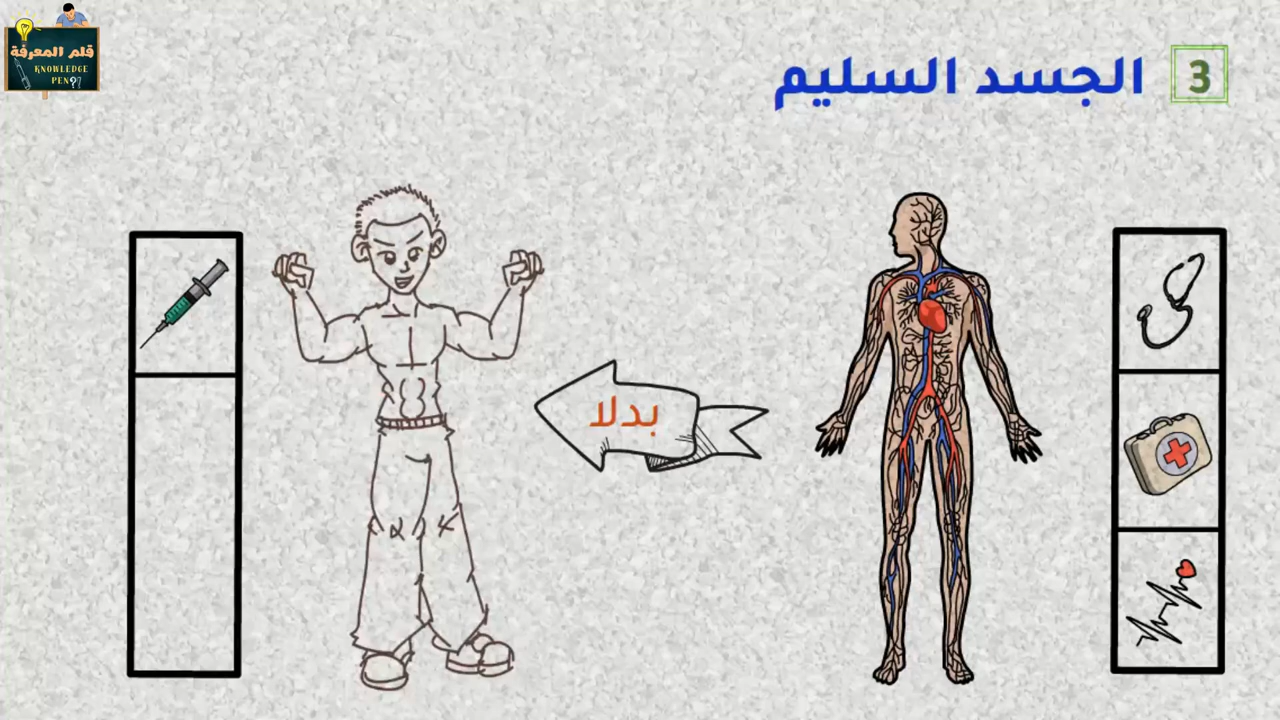 قلم المعرفة
KNOWLEDGE
PEN?
3 الجسد السليم
بدلا